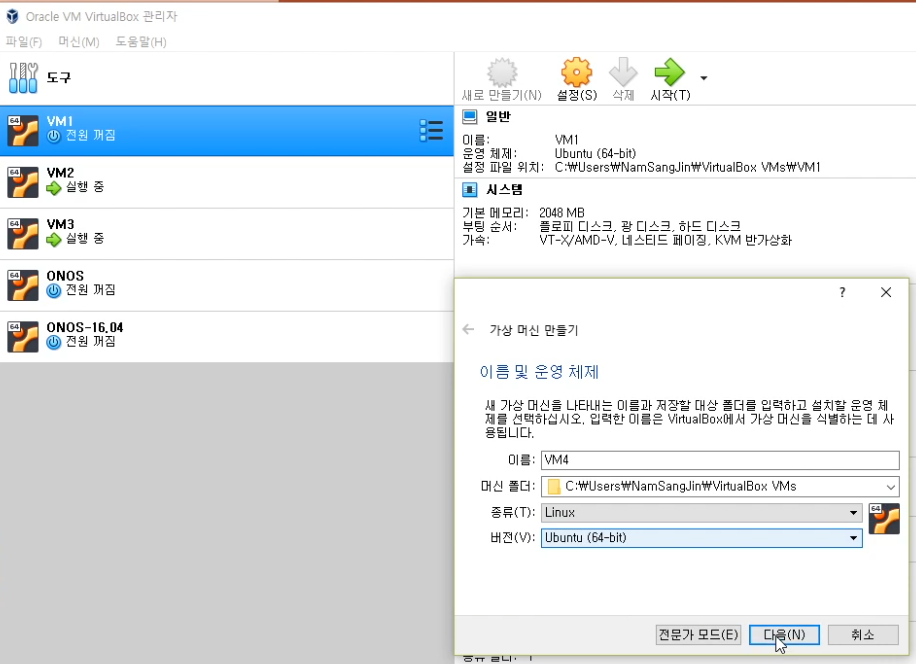 Oracle VM VirtualBox 관리자
파일(F) 머신(M) 도움말(H)
도구
새로 만들기(N) 설정(S) 삭제 시작(T)
64 VM1
전원 꺼짐
64 VM2
실행 중
64 VM3
실행 중
64 ONOS
전원 꺼짐
64 ONOS-16.04
전원 꺼짐
일반
이름: VM1
운영 체제: Ubuntu (64-bit)
설정 파일 위치: C:₩Users₩NamSangJin₩VirtualBox VMs₩VM1
시스템
기본 메모리: 2048 MB
부팅 순서: 플로피 디스크, 광 디스크, 하드 디스크
가속: VT-X/AMD-V, 네스티드 페이징, KVM 반가상화
?
가상 머신 만들기
이름 및 운영 체제
새 가상 머신을 나타내는 이름과 저장할 대상 폴더를 입력하고 설치할 운영 체
제를 선택하십시오. 입력한 이름은 VirtualBox에서 가상 머신을 식별하는 데 사
용됩니다.
이름: VM4
머신 폴더: C:₩Users₩NamSangJin₩VirtualBox VMs
종류(T): Linux
64
버전(V): Ubuntu (64-bit)
전문가 모드(E) 다음(N) 취소